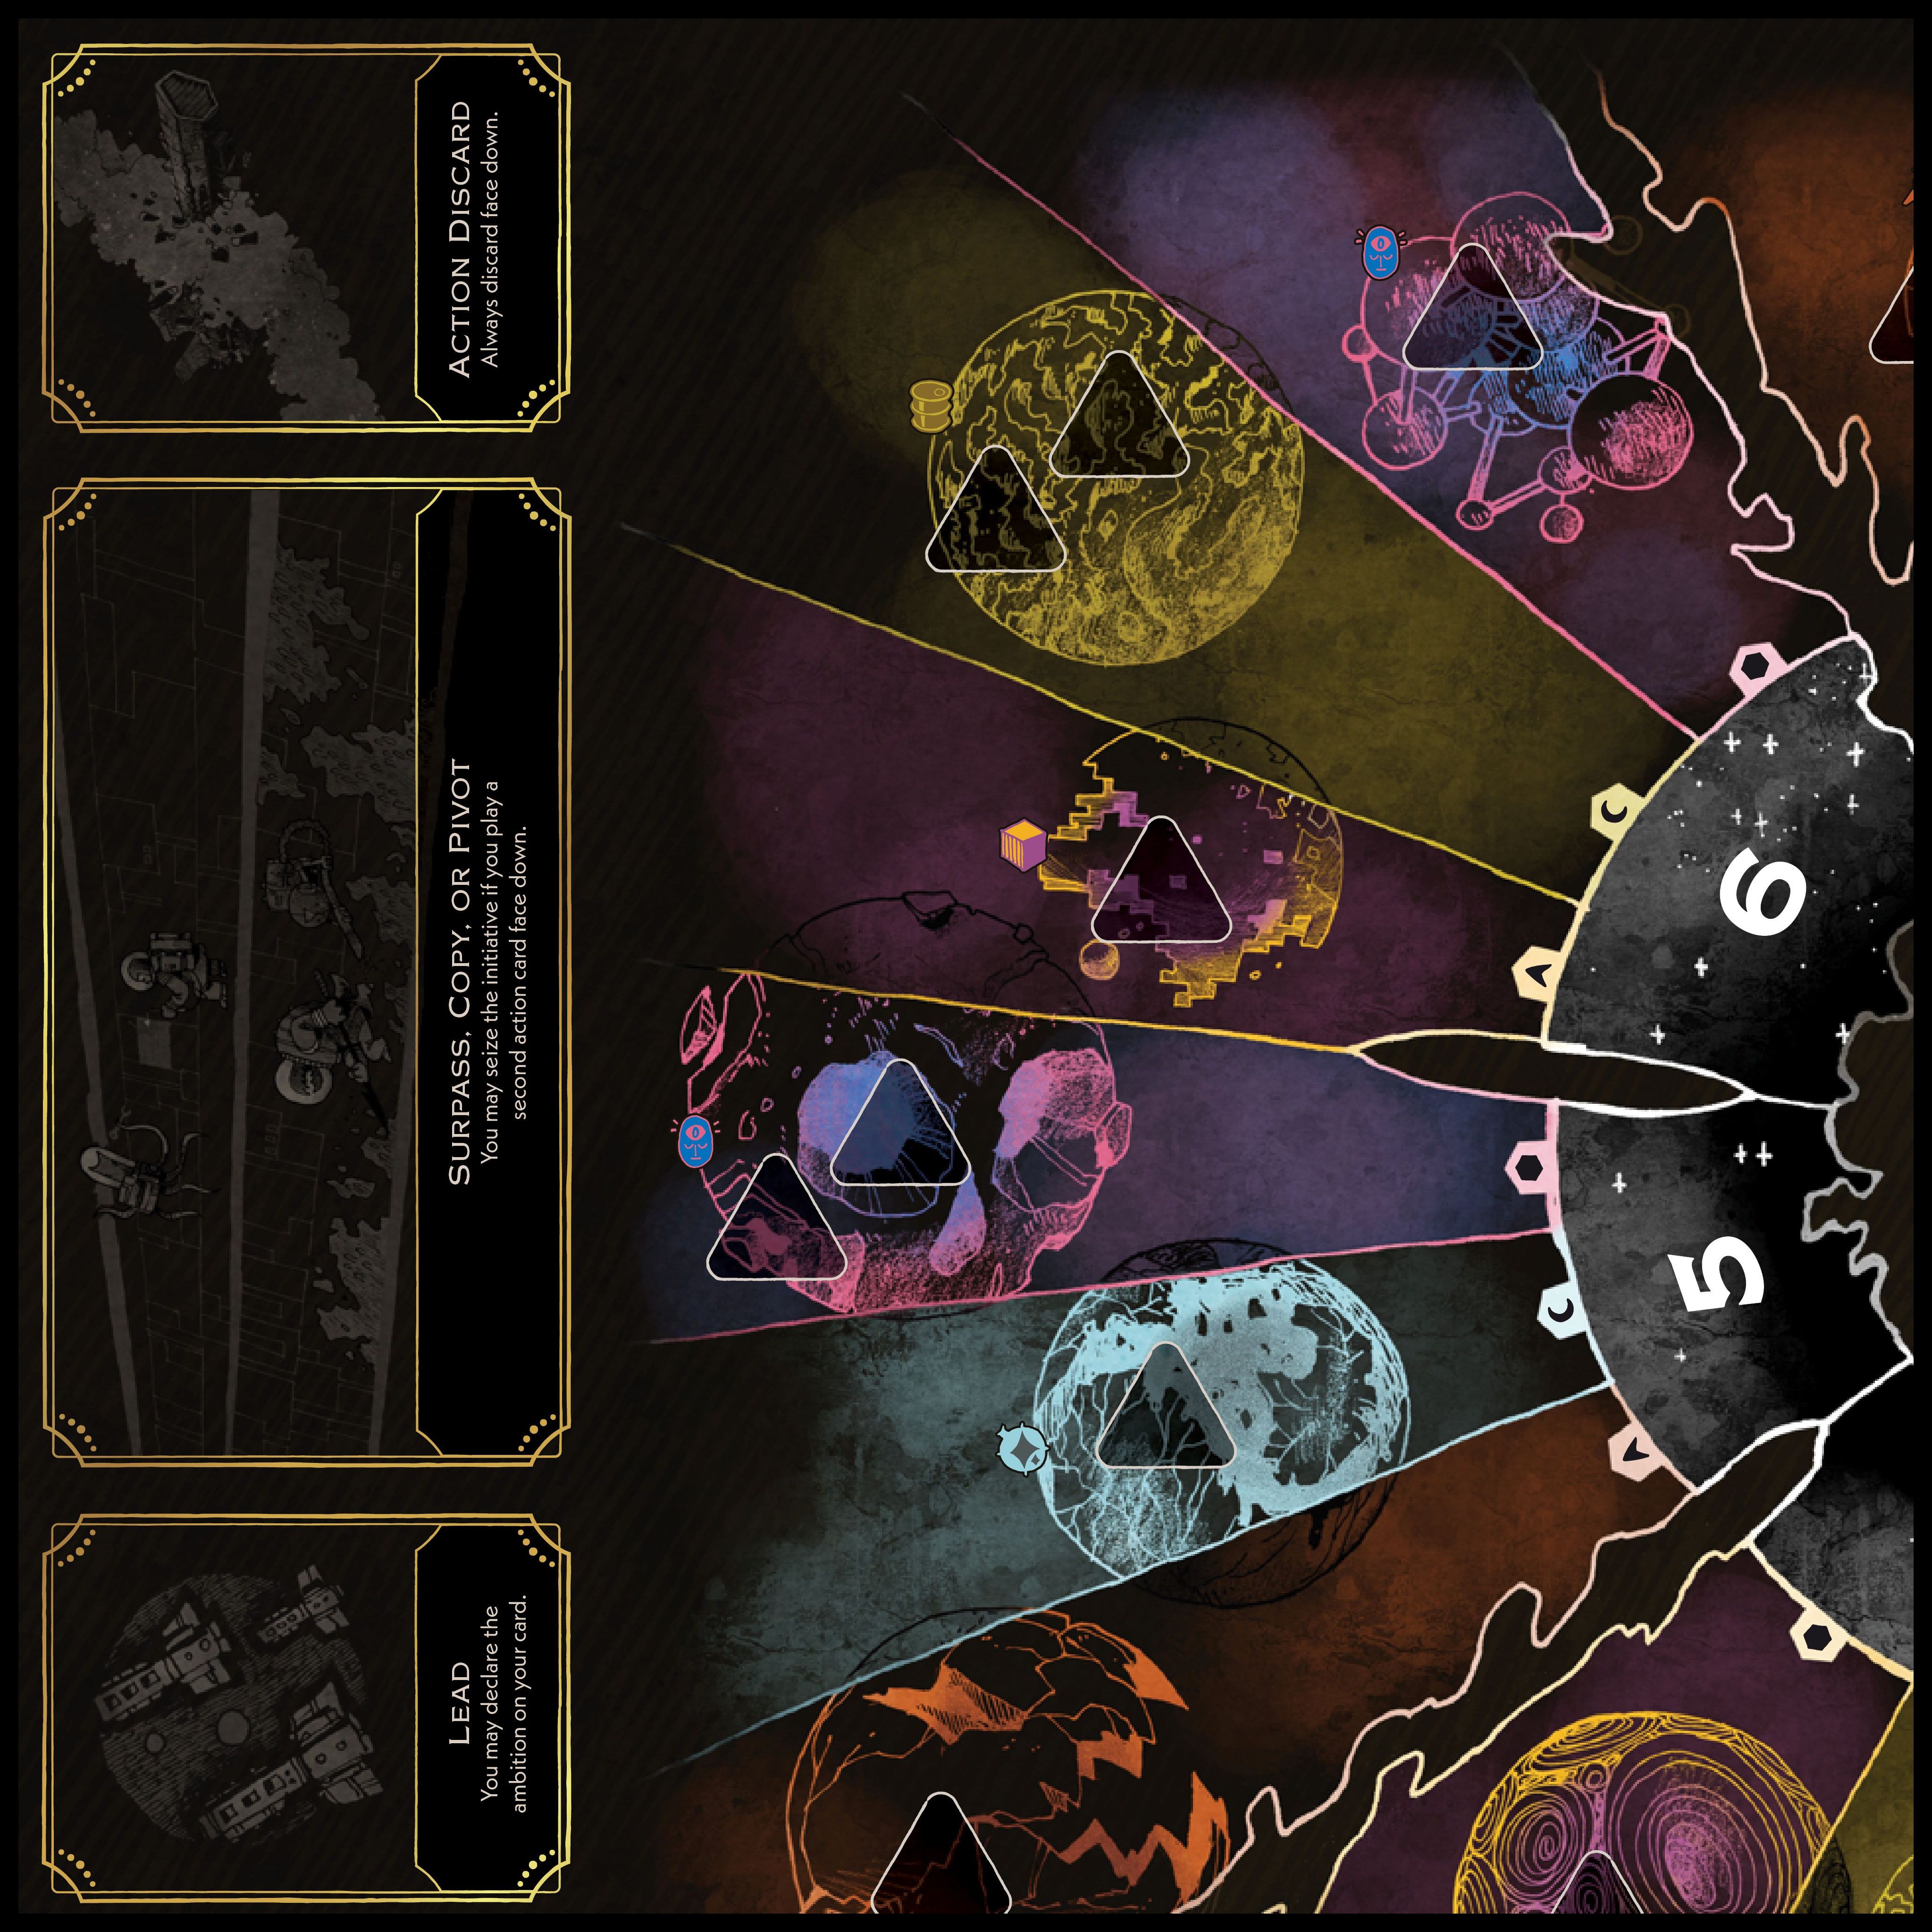 ACTION DISCARD
Always discard face down.
SURPASS, COPY, OR PIVOT
You may seize the initiative if you play a
second action card face down.
LEAD
You may declare the
ambition on your card.
6
5